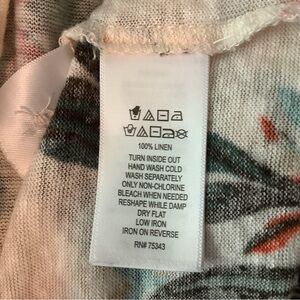 100% LINEN
TURN INSIDE OUT
HAND WASH COLD
WASH SEPARATELY
ONLY NON-CHLORINE
BLEACH WHEN NEEDED
RESHAPE WHILE DAMP
DRY FLAT
LOW IRON
IRON ON REVERSE
RN# 75343